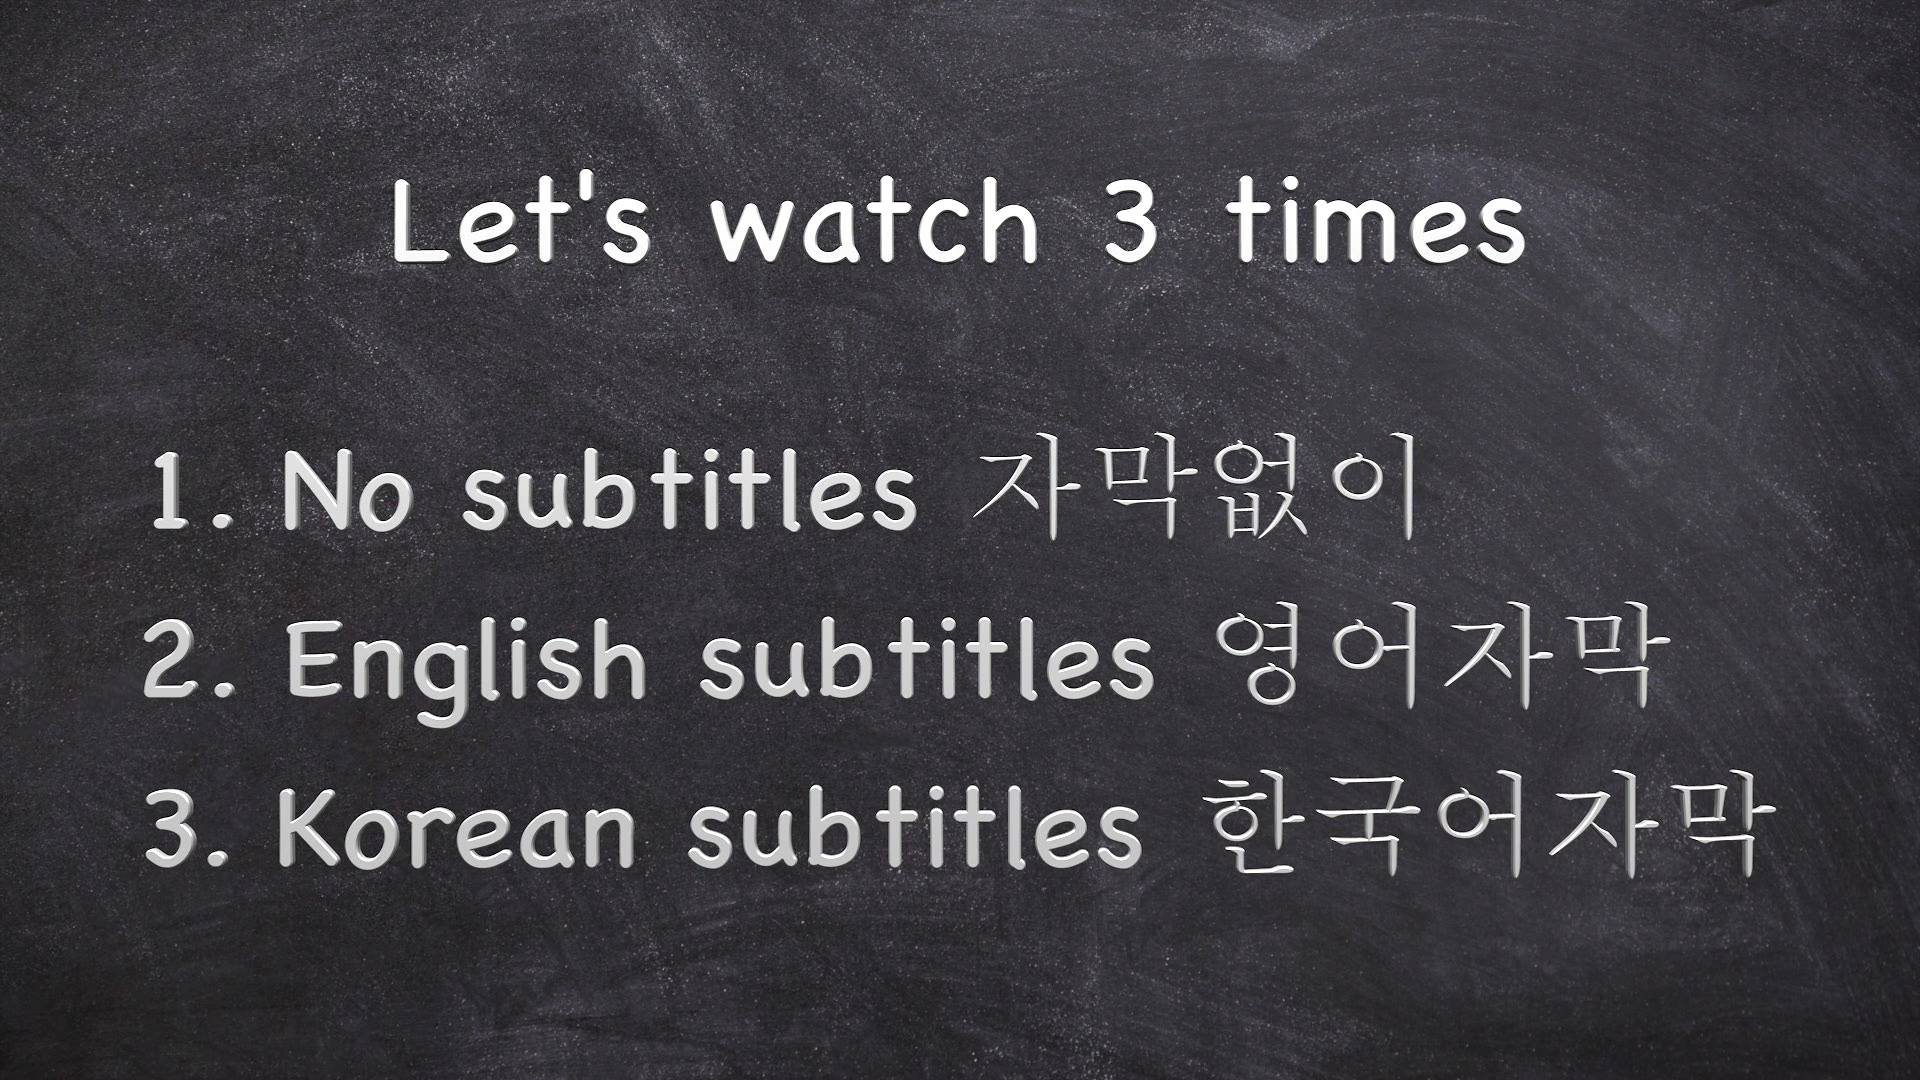 Let's watch 3 times
1. No subtitles 자막없이
2. English subtitles 영어자막
3. Korean subtitles 한국어자막